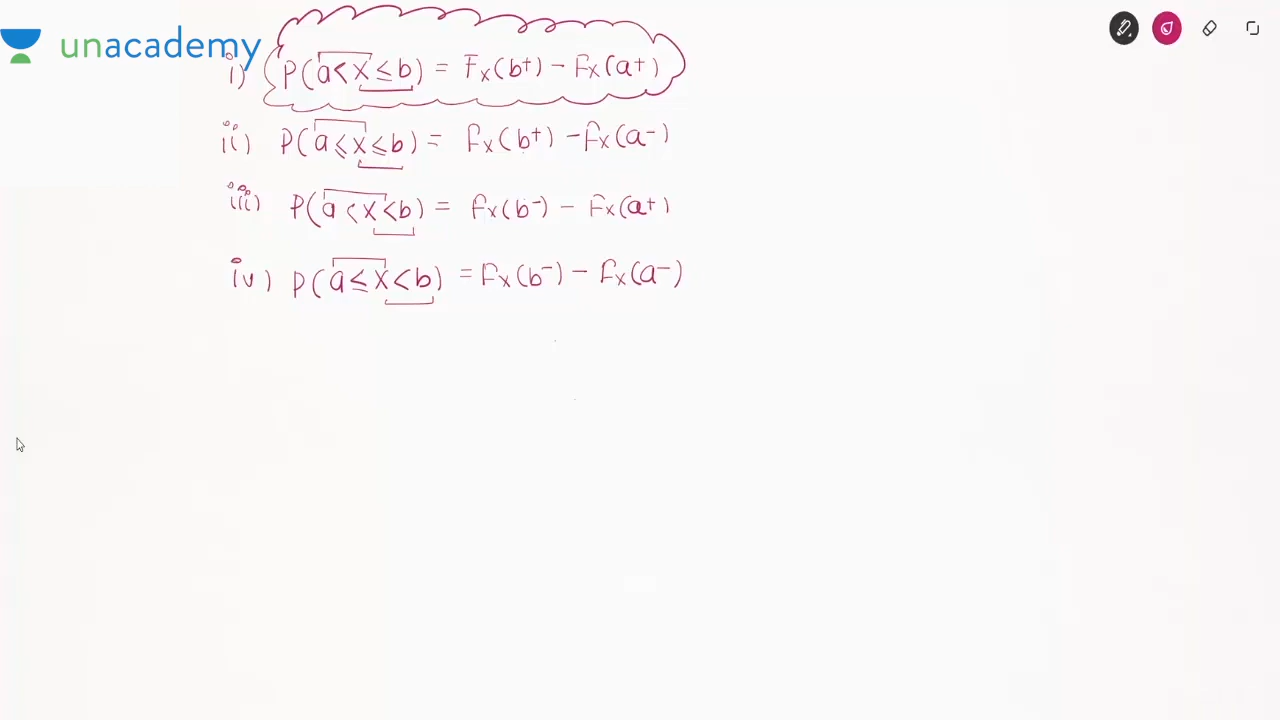 unacademy
i) P(a < x ≤ b) = Fx(b+) - Fx(a+)
ii) P(a ≤ x ≤ b) = Fx(b+) - Fx(a-)
iii) P(a < x < b) = Fx(b-) - Fx(a+)
iv) P(a ≤ x < b) = Fx(b-) - Fx(a-)